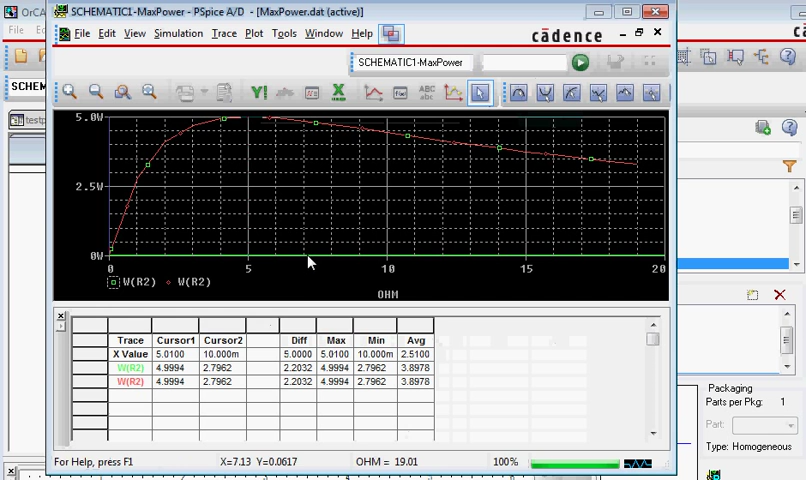 OrCA
SCHEMATIC1-MaxPower - PSpice A/D - [MaxPower.dat (active)]
File Edit View Simulation Trace Plot Tools Window Help
cādence
SCHEMATIC1-MaxPower
SCHEM
testp
5.0W
2.5W
0W
0 5 10 15 20
W(R2) W(R2)
OHM
Trace Cursor1 Cursor2 Diff Max Min Avg
X Value 5.0100 10.000m 5.0000 5.0100 10.000m 2.5100
W(R2) 4.9994 2.7962 2.2032 4.9994 2.7962 3.8978
W(R2) 4.9994 2.7962 2.2032 4.9994 2.7962 3.8978
For Help, press F1 X=7.13 Y=0.0617 OHM = 19.01 100%
Packaging
Parts per Pkg: 1
Part:
Type: Homogeneous